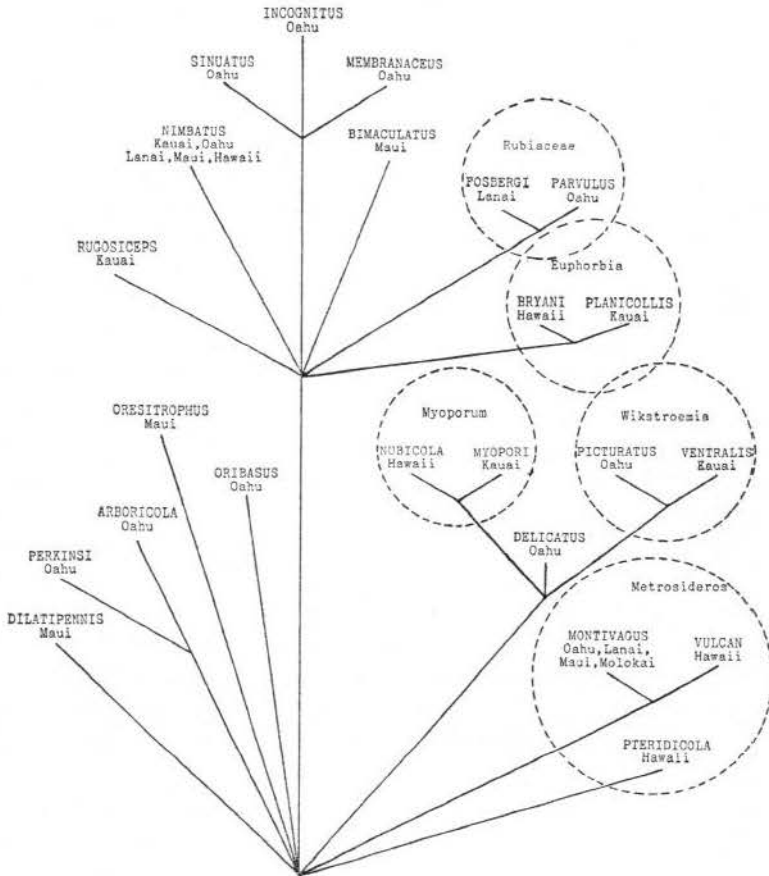 INCOGNITUS
Oahu
SINUATUS
Oahu
MEMBRANACEUS
Oahu
NIMBATUS
Kauai, Oahu
Lanai, Maui, Hawaii
BIMACULATUS
Maui
Rubiaceae
FOSBERGI
Lanai
PARVULUS
Oahu
RUGOSICEPS
Kauai
Euphorbia
BRYANI
Hawaii
PLANICOLLIS
Kauai
ORESITROPHUS
Maui
Myoporum
Wikstroemia
NUBICOLA
Hawaii
MYOPORI
Kauai
PICTURATUS
Oahu
VENTRALIS
Kauai
ORIBASUS
Oahu
ARBORICOLA
Oahu
DELICATUS
Oahu
PERKINSI
Oahu
Metrosideros
DILATIPENNIS
Maui
MONTIVAGUS
Oahu, Lanai,
Maui, Molokai
VULCAN
Hawaii
PTERIDICOLA
Hawaii